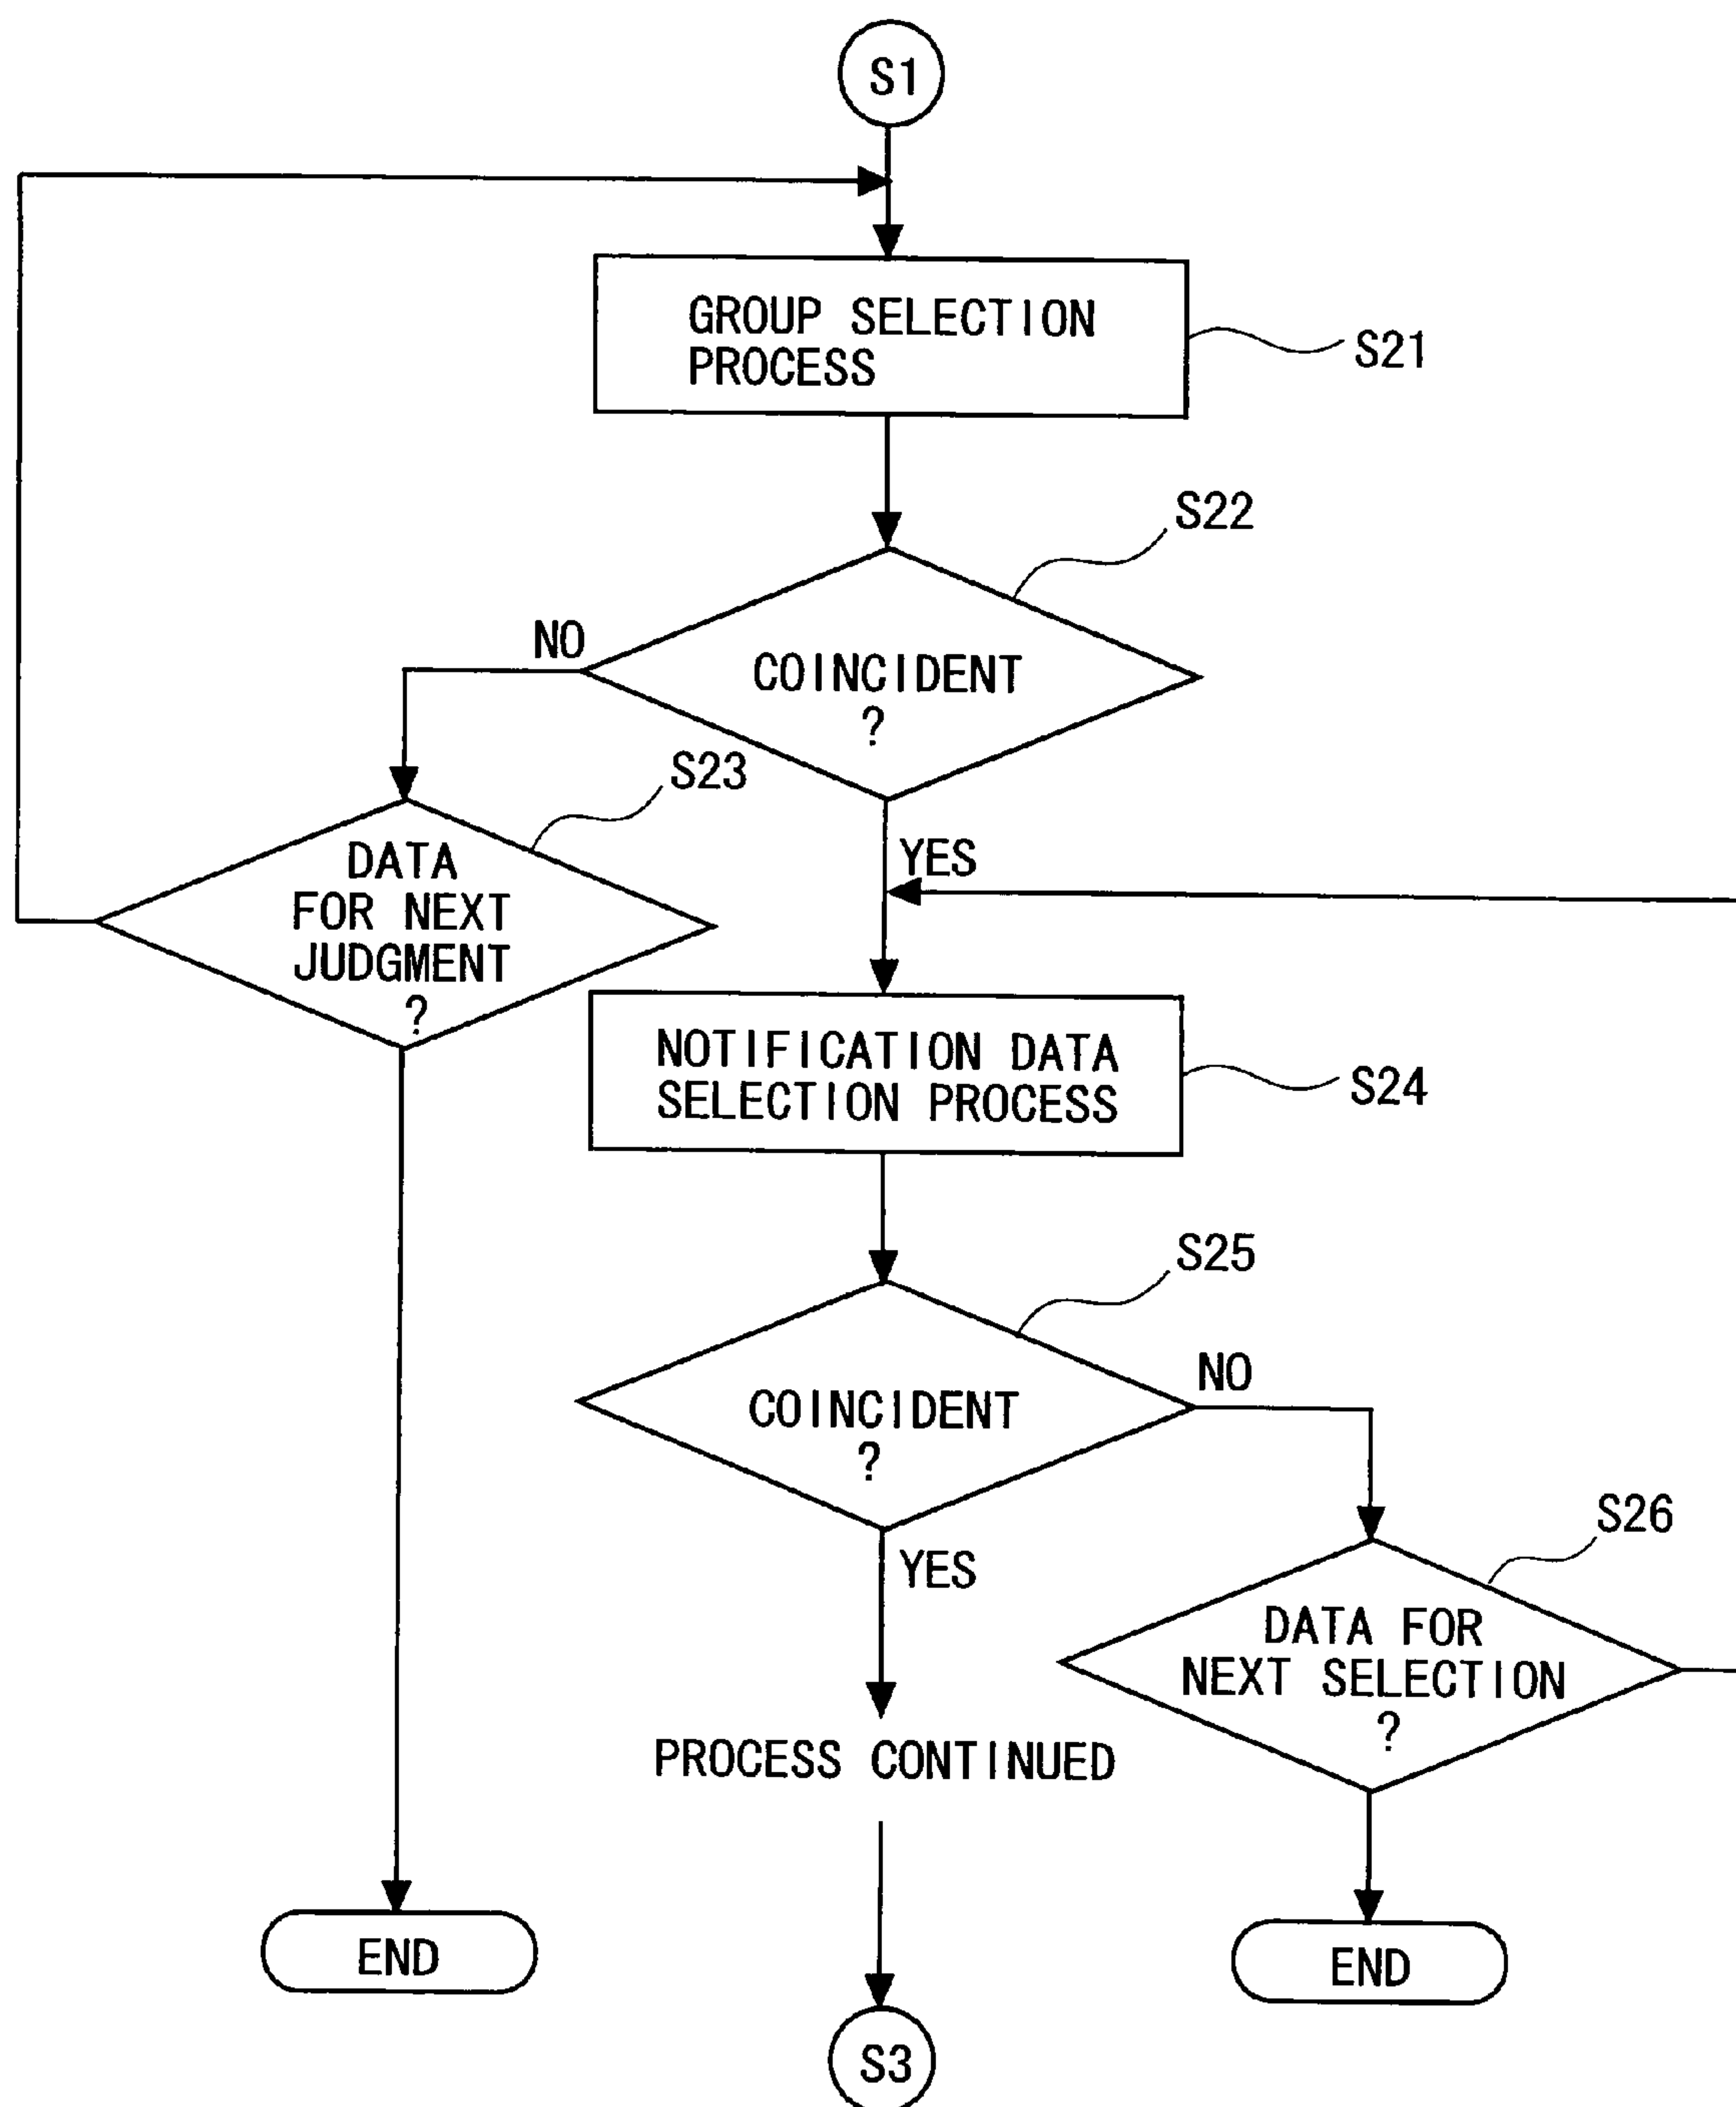 S1
GROUP SELECTION
PROCESS
S21
S22
NO
COINCIDENT
?
S23
YES
DATA
FOR NEXT
JUDGMENT
?
NOTIFICATION DATA
SELECTION PROCESS
S24
S25
NO
COINCIDENT
?
S26
YES
DATA FOR
NEXT SELECTION
?
PROCESS CONTINUED
END
END
S3